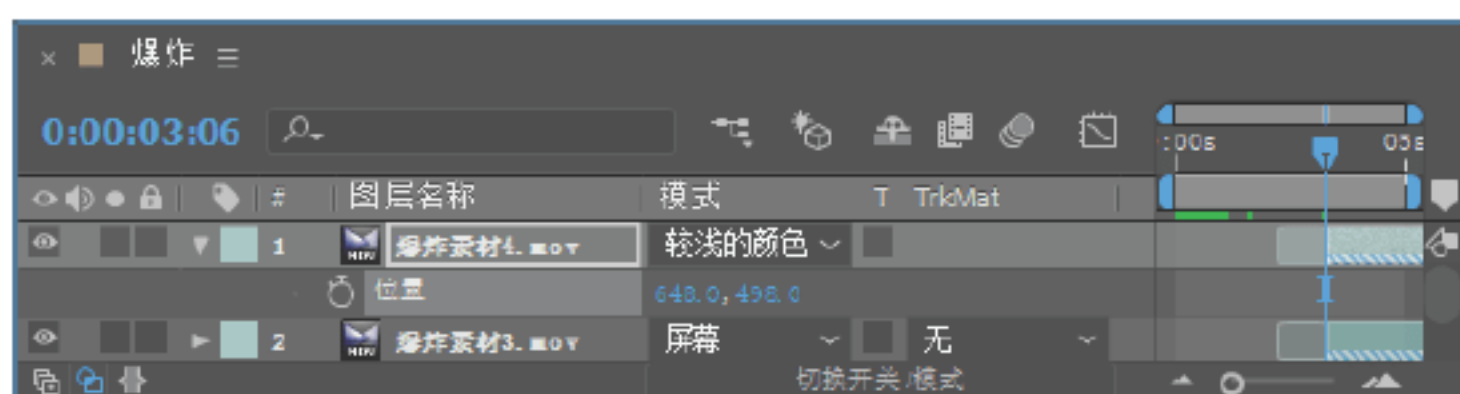 × 爆炸 ≡
0:00:03:06
:00s 05s
# 图层名称 模式 T TrkMat
1 爆炸素材4.mov 较浅的颜色
位置 648.0,498.0
2 爆炸素材3.mov 屏幕 无
切换开关/模式